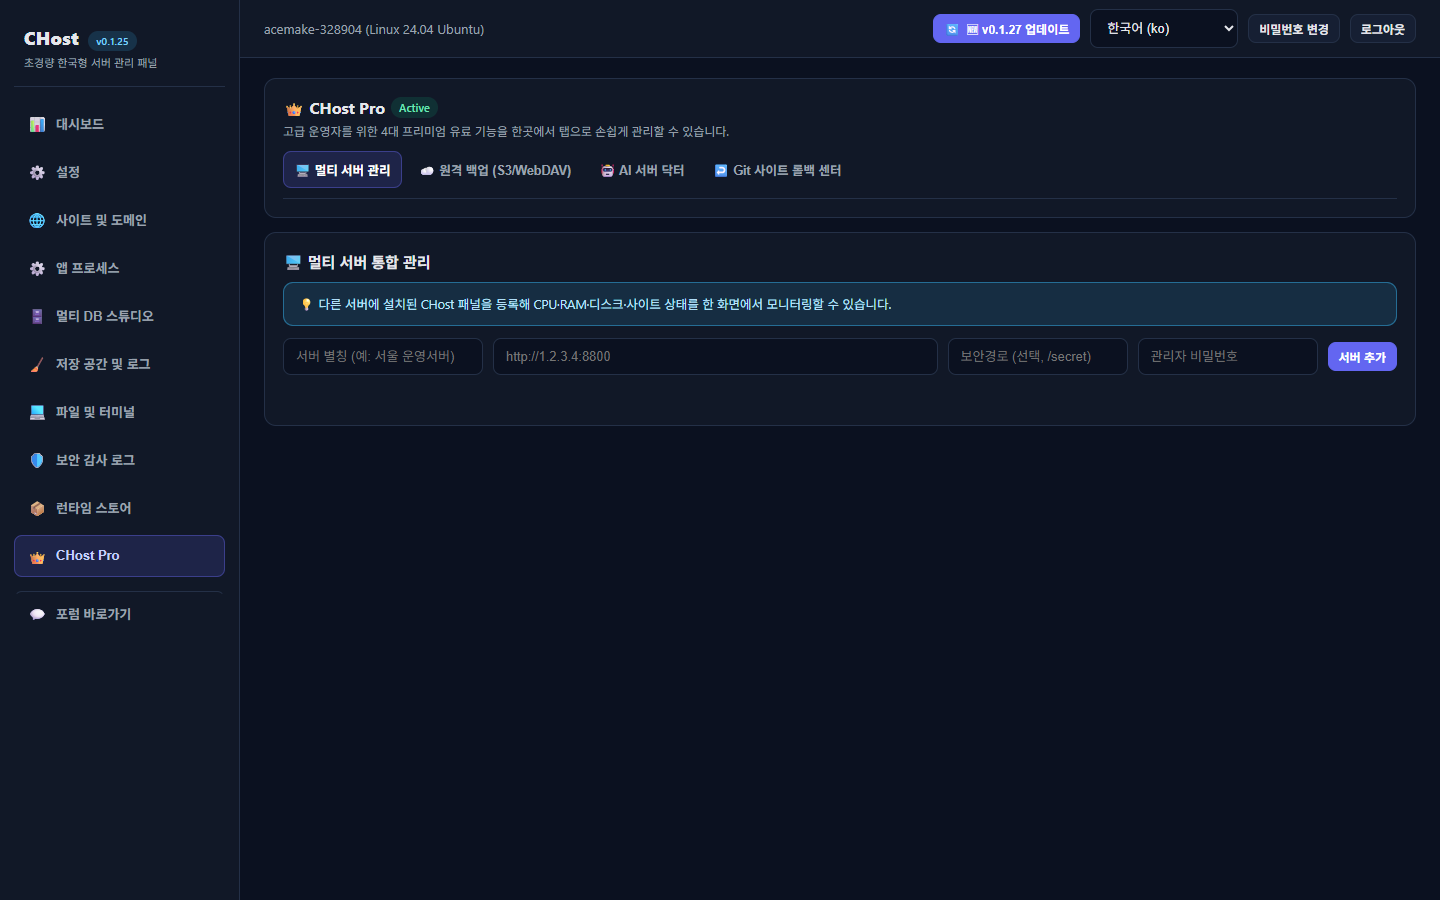 CHost v0.1.25
초경량 한국형 서버 관리 패널
대시보드
설정
사이트 및 도메인
앱 프로세스
멀티 DB 스튜디오
저장 공간 및 로그
파일 및 터미널
보안 감사 로그
런타임 스토어
CHost Pro
포럼 바로가기
acemake-328904 (Linux 24.04 Ubuntu)
🔄 🆕 v0.1.27 업데이트
한국어 (ko)
비밀번호 변경
로그아웃
CHost Pro Active
고급 운영자를 위한 4대 프리미엄 유료 기능을 한곳에서 탭으로 손쉽게 관리할 수 있습니다.
멀티 서버 관리
원격 백업 (S3/WebDAV)
AI 서버 닥터
Git 사이트 롤백 센터
멀티 서버 통합 관리
다른 서버에 설치된 CHost 패널을 등록해 CPU·RAM·디스크·사이트 상태를 한 화면에서 모니터링할 수 있습니다.
서버 별칭 (예: 서울 운영서버)
http://1.2.3.4:8800
보안경로 (선택, /secret)
관리자 비밀번호
서버 추가